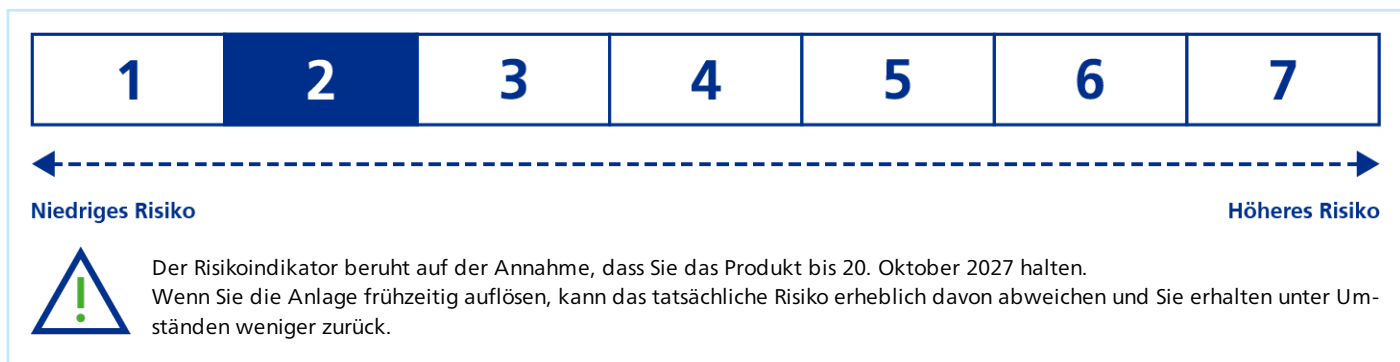 1 2 3 4 5 6 7
Niedriges Risiko Höheres Risiko
Der Risikoindikator beruht auf der Annahme, dass Sie das Produkt bis 20. Oktober 2027 halten.
Wenn Sie die Anlage frühzeitig auflösen, kann das tatsächliche Risiko erheblich davon abweichen und Sie erhalten unter Um-
ständen weniger zurück.